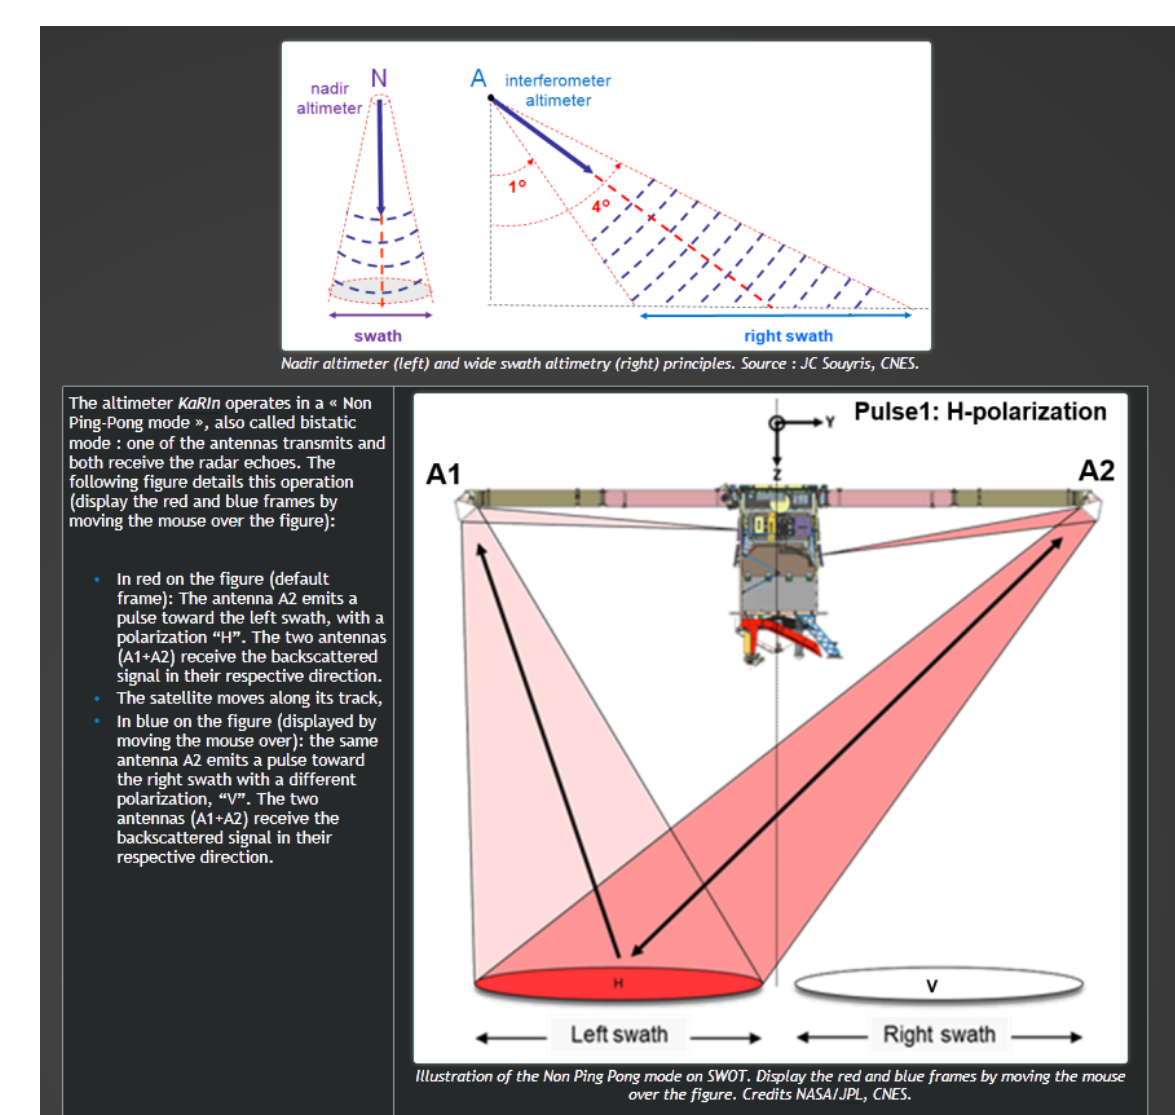 N
nadir
altimeter
swath
A
interferometer
altimeter
1°
4°
right swath
Nadir altimeter (left) and wide swath altimetry (right) principles. Source : JC Souyris, CNES.
The altimeter KaRIn operates in a « Non
Ping-Pong mode », also called bistatic
mode : one of the antennas transmits and
both receive the radar echoes. The
following figure details this operation
(display the red and blue frames by
moving the mouse over the figure):
• In red on the figure (default
frame): The antenna A2 emits a
pulse toward the left swath, with a
polarization “H”. The two antennas
(A1+A2) receive the backscattered
signal in their respective direction.
• The satellite moves along its track,
• In blue on the figure (displayed by
moving the mouse over): the same
antenna A2 emits a pulse toward
the right swath with a different
polarization, “V”. The two
antennas (A1+A2) receive the
backscattered signal in their
respective direction.
Pulse1: H-polarization
Y
Z
A1
A2
H
V
Left swath
Right swath
Illustration of the Non Ping Pong mode on SWOT. Display the red and blue frames by moving the mouse
over the figure. Credits NASA/JPL, CNES.